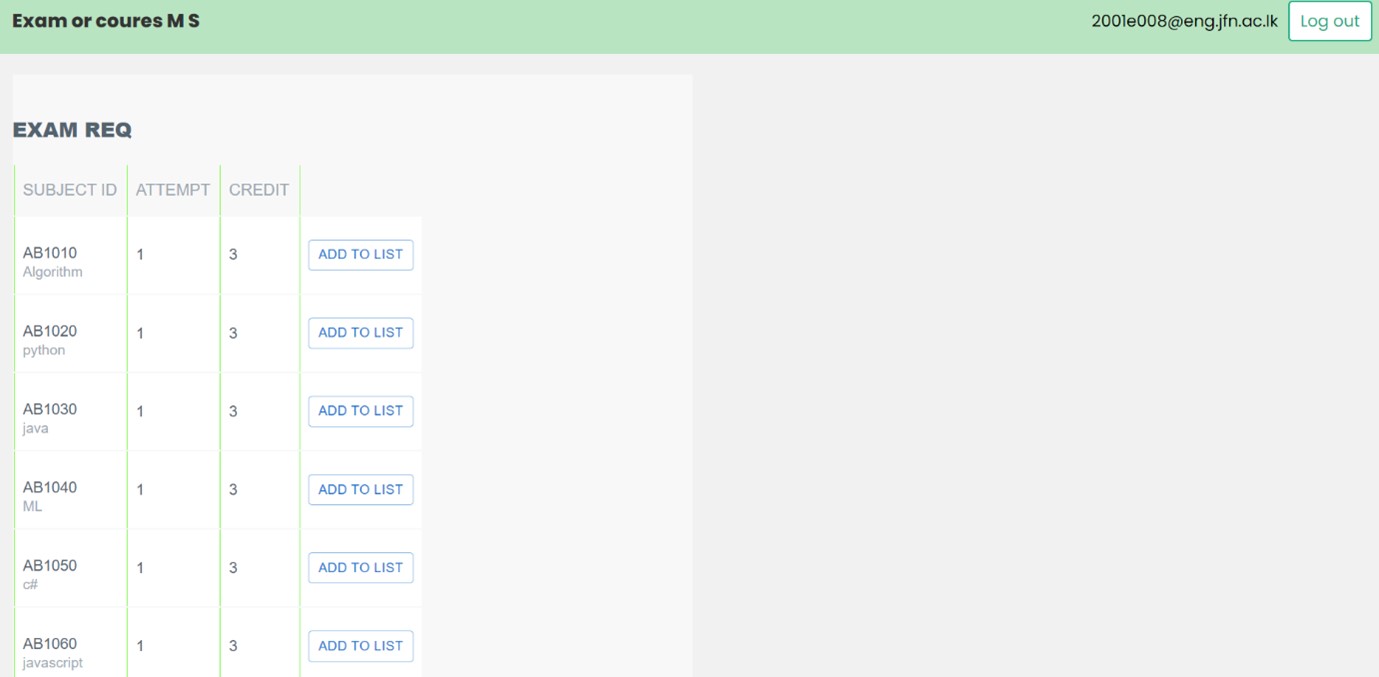 Exam or coures M S
2001e008@eng.jfn.ac.lk Log out
EXAM REQ
SUBJECT ID ATTEMPT CREDIT
AB1010 1 3 ADD TO LIST
Algorithm
AB1020 1 3 ADD TO LIST
python
AB1030 1 3 ADD TO LIST
java
AB1040 1 3 ADD TO LIST
ML
AB1050 1 3 ADD TO LIST
c#
AB1060 1 3 ADD TO LIST
javascript